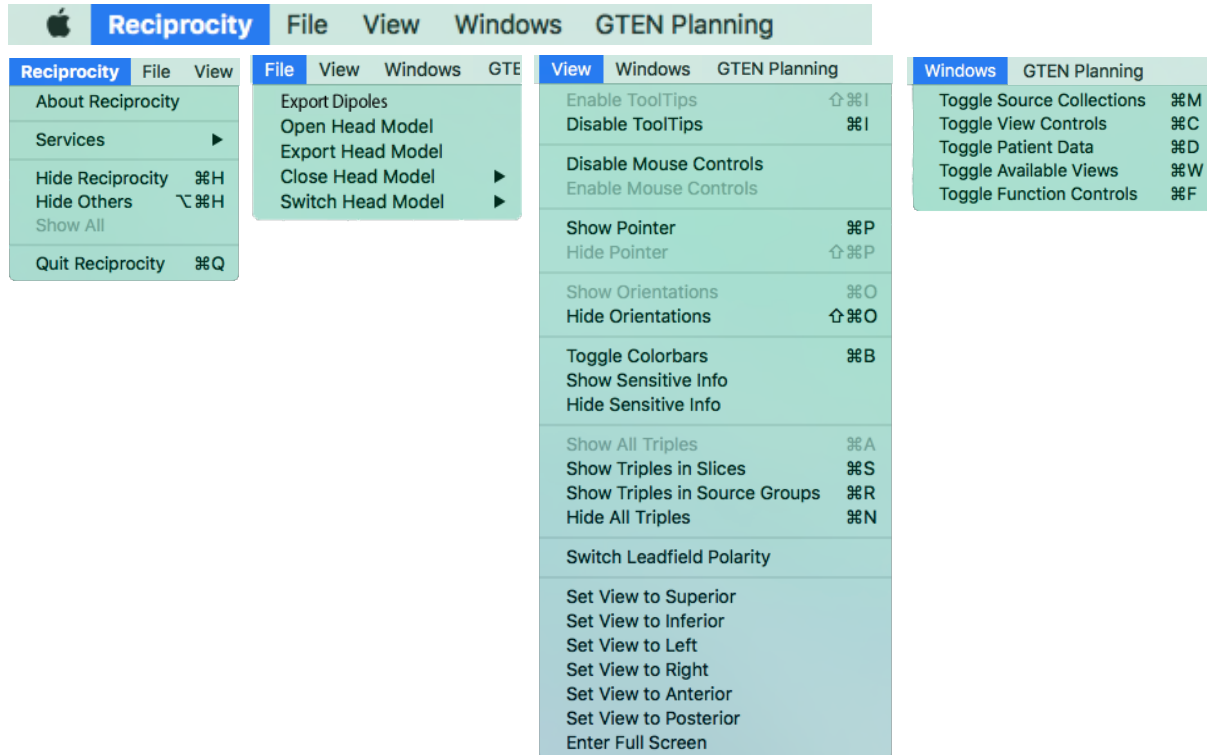 Reciprocity File View Windows GTEN Planning
Reciprocity File View
About Reciprocity
Services ▶
Hide Reciprocity ⌘H
Hide Others ⌥⌘H
Show All
Quit Reciprocity ⌘Q
File View Windows GTE
Export Dipoles
Open Head Model
Export Head Model
Close Head Model ▶
Switch Head Model ▶
View Windows GTEN Planning
Enable ToolTips ⇧⌘I
Disable ToolTips ⌘I
Disable Mouse Controls
Enable Mouse Controls
Show Pointer ⌘P
Hide Pointer ⇧⌘P
Show Orientations ⌘O
Hide Orientations ⇧⌘O
Toggle Colorbars ⌘B
Show Sensitive Info
Hide Sensitive Info
Show All Triples ⌘A
Show Triples in Slices ⌘S
Show Triples in Source Groups ⌘R
Hide All Triples ⌘N
Switch Leadfield Polarity
Set View to Superior
Set View to Inferior
Set View to Left
Set View to Right
Set View to Anterior
Set View to Posterior
Enter Full Screen
Windows GTEN Planning
Toggle Source Collections ⌘M
Toggle View Controls ⌘C
Toggle Patient Data ⌘D
Toggle Available Views ⌘W
Toggle Function Controls ⌘F